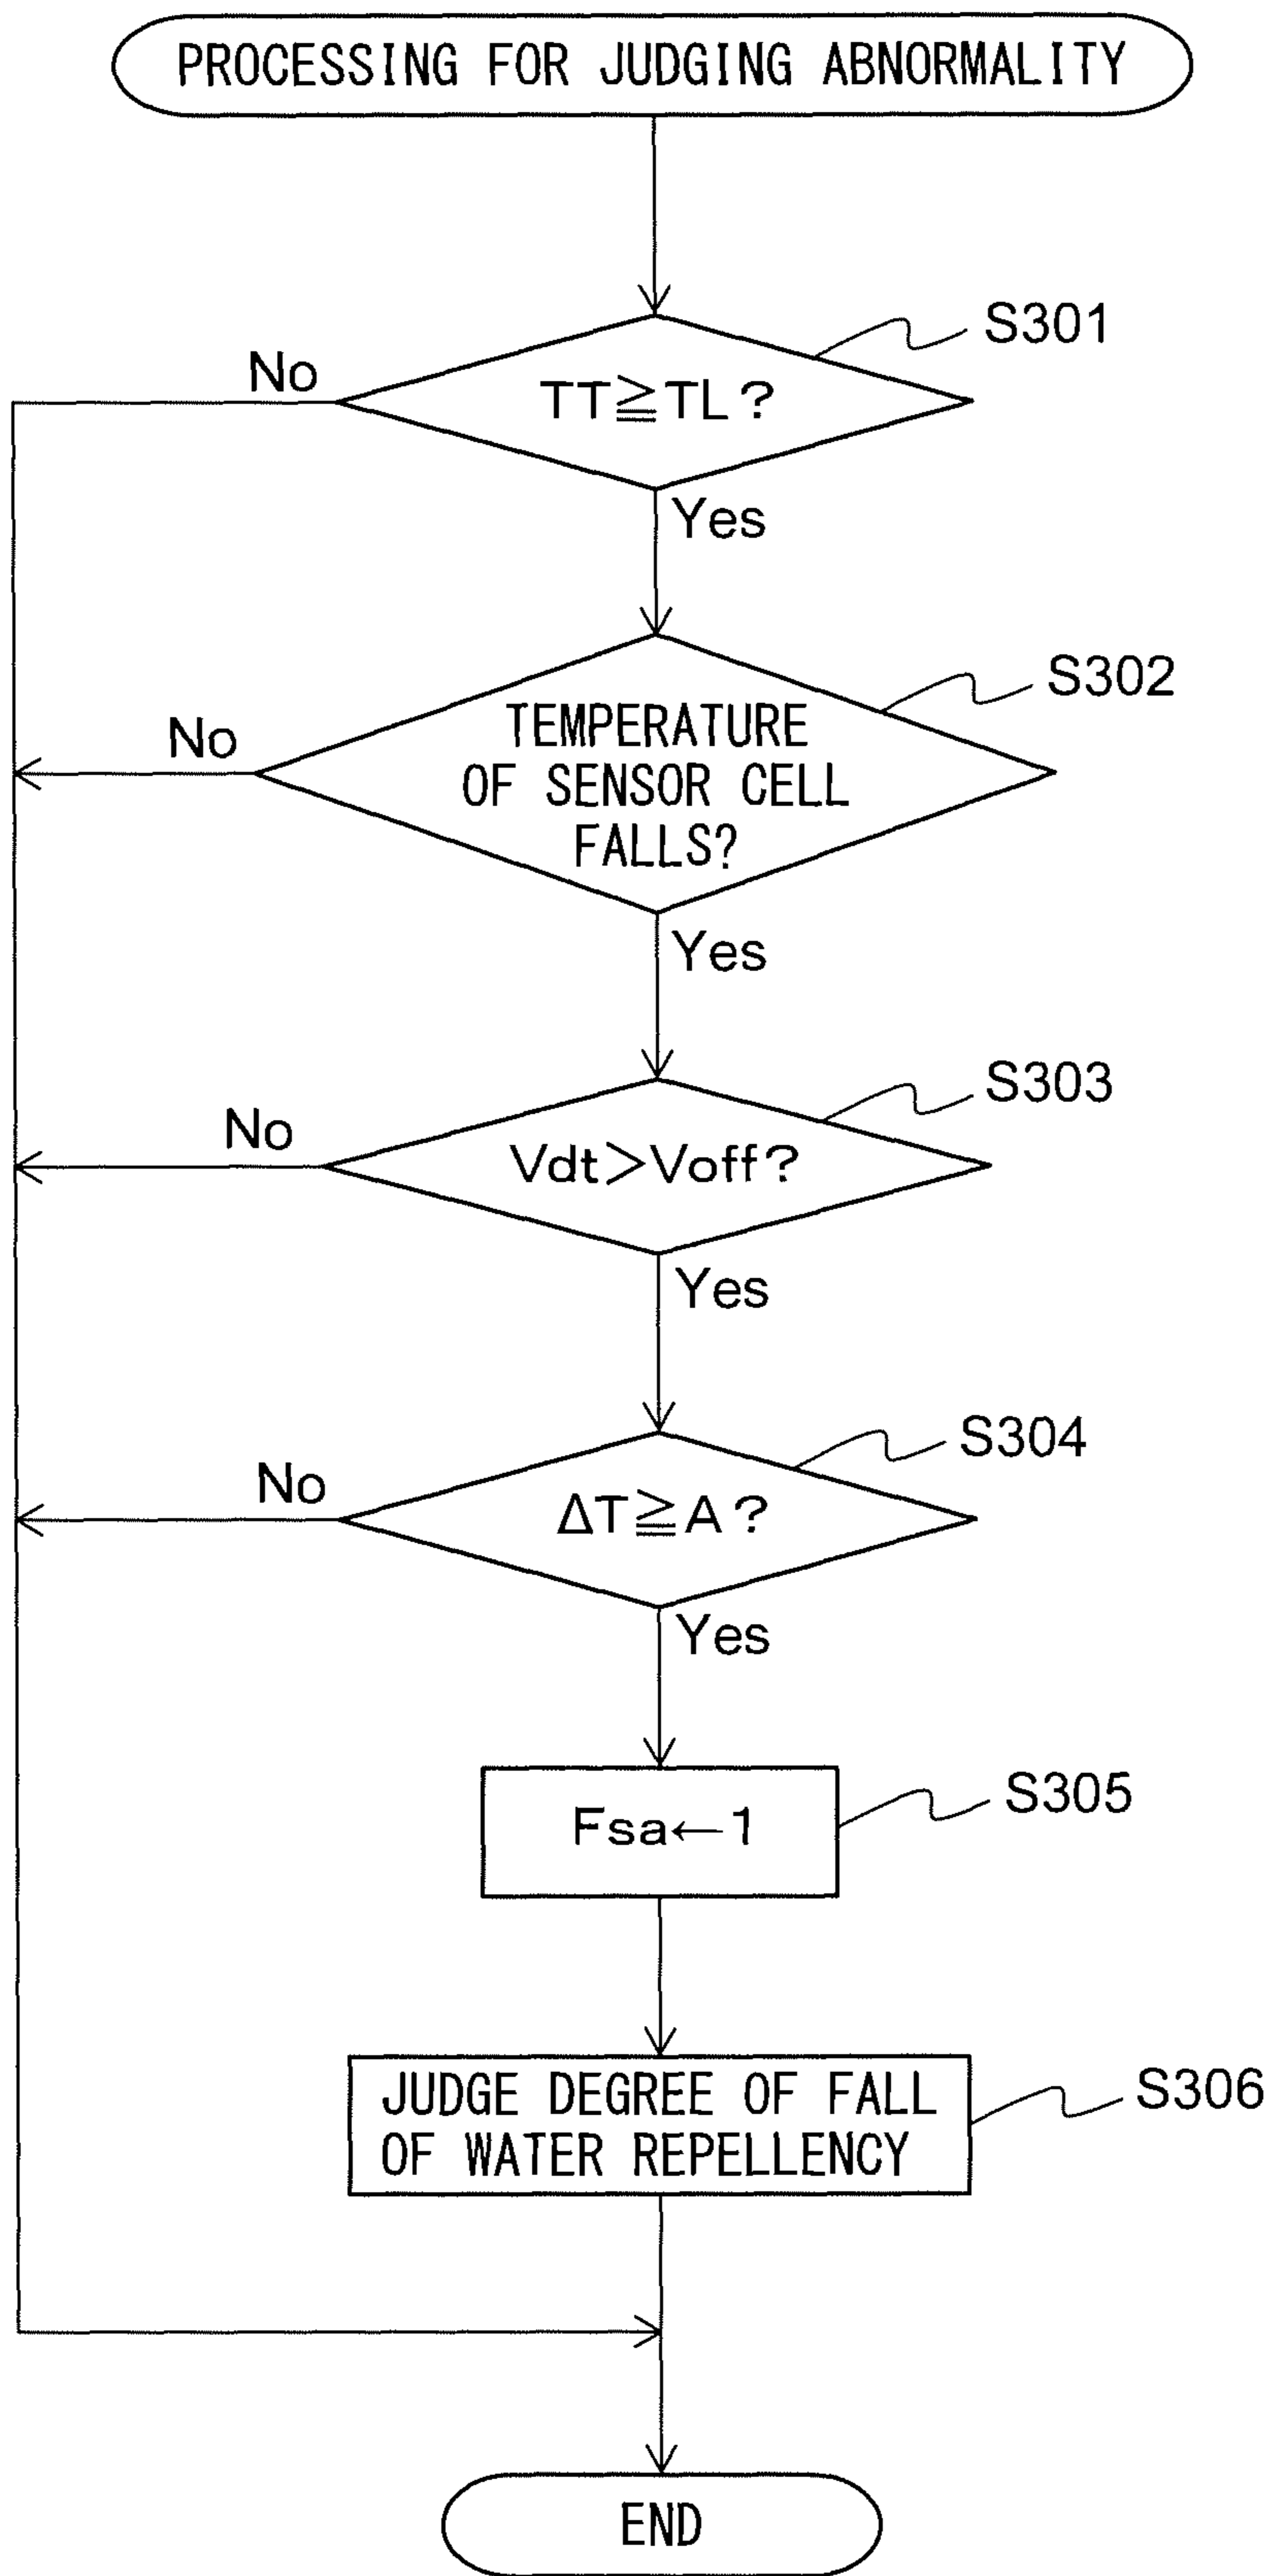 PROCESSING FOR JUDGING ABNORMALITY
S301
No
TT≧TL?
Yes
S302
No
TEMPERATURE
OF SENSOR CELL
FALLS?
Yes
S303
No
Vdt>Voff?
Yes
S304
No
ΔT≧A?
Yes
S305
Fsa←1
S306
JUDGE DEGREE OF FALL
OF WATER REPELLENCY
END